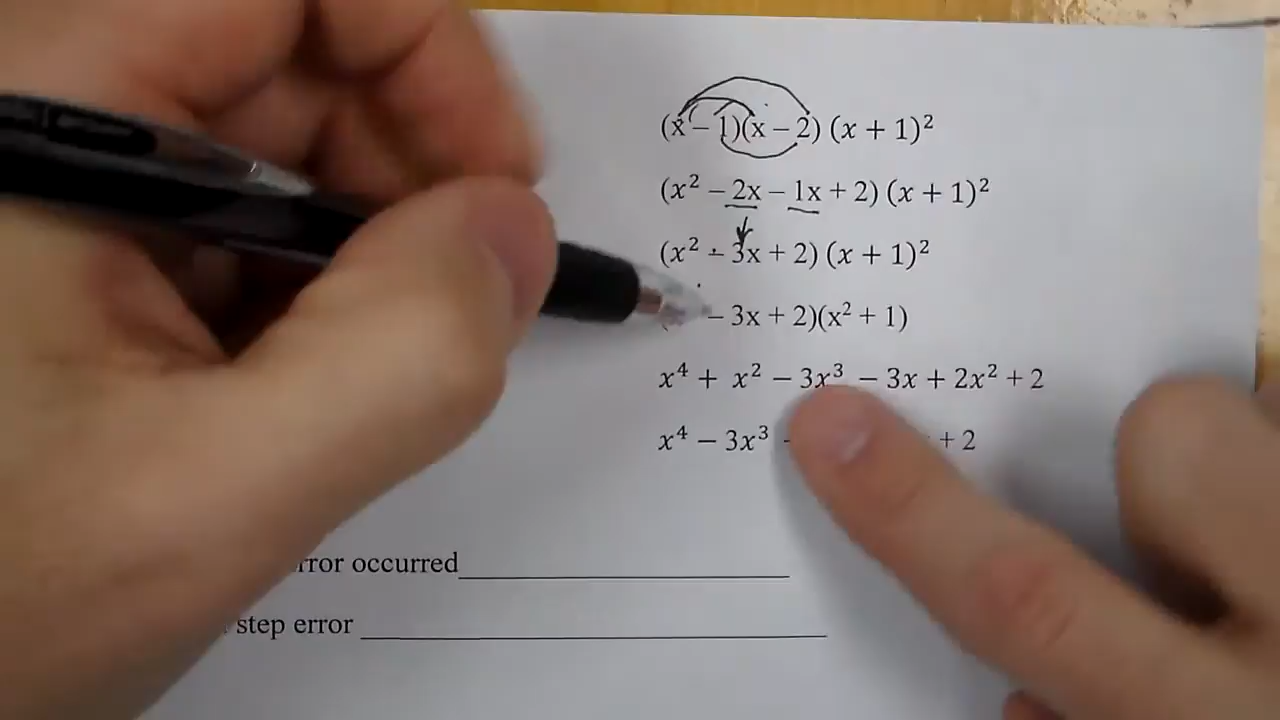 (x − 1)(x − 2) (x + 1)²
(x² − 2x − 1x + 2) (x + 1)²
(x² − 3x + 2) (x + 1)²
− 3x + 2)(x² + 1)
x⁴ + x² − 3x³ − 3x + 2x² + 2
x⁴ − 3x³ + 2
occurred
step error